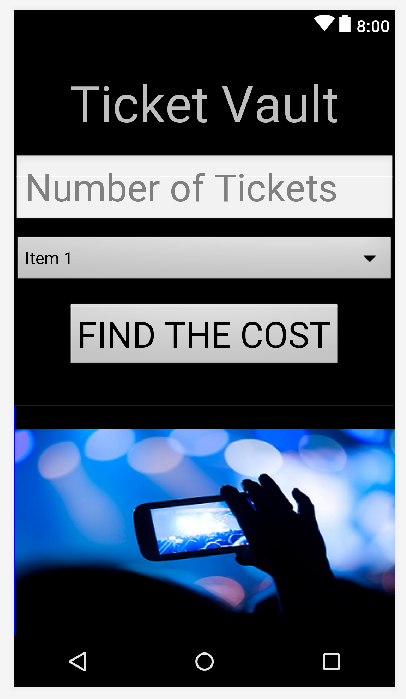 8:00
Ticket Vault
Number of Tickets
Item 1
FIND THE COST